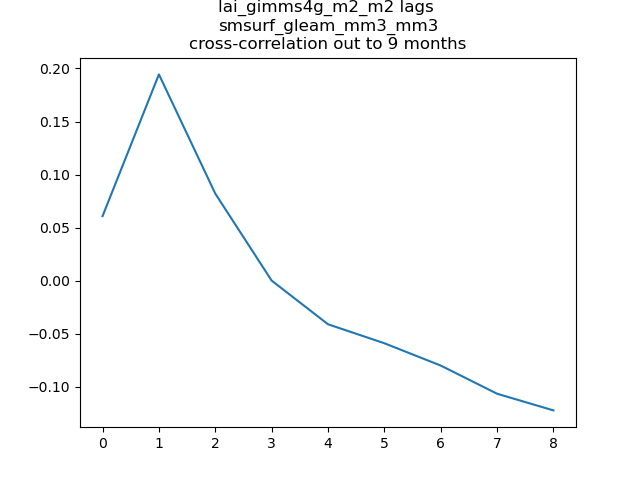 lai_gimms4g_m2_m2 lags
smsurf_gleam_mm3_mm3
cross-correlation out to 9 months
0.20
0.15
0.10
0.05
0.00
−0.05
−0.10
0 1 2 3 4 5 6 7 8